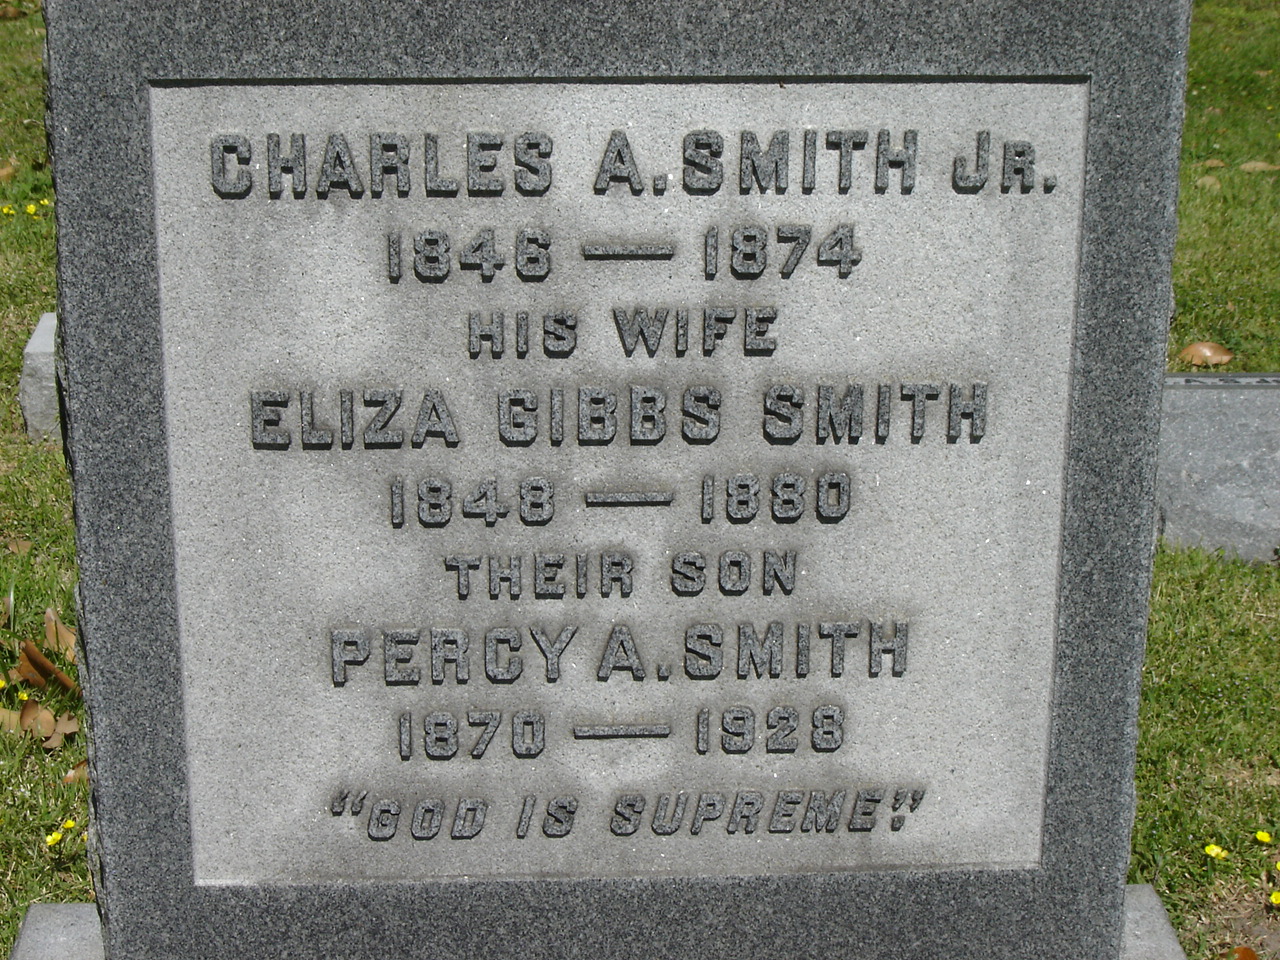 CHARLES A. SMITH JR.
1846 — 1874
HIS WIFE
ELIZA GIBBS SMITH
1848 — 1880
THEIR SON
PERCY A. SMITH
1870 — 1928
"GOD IS SUPREME!"